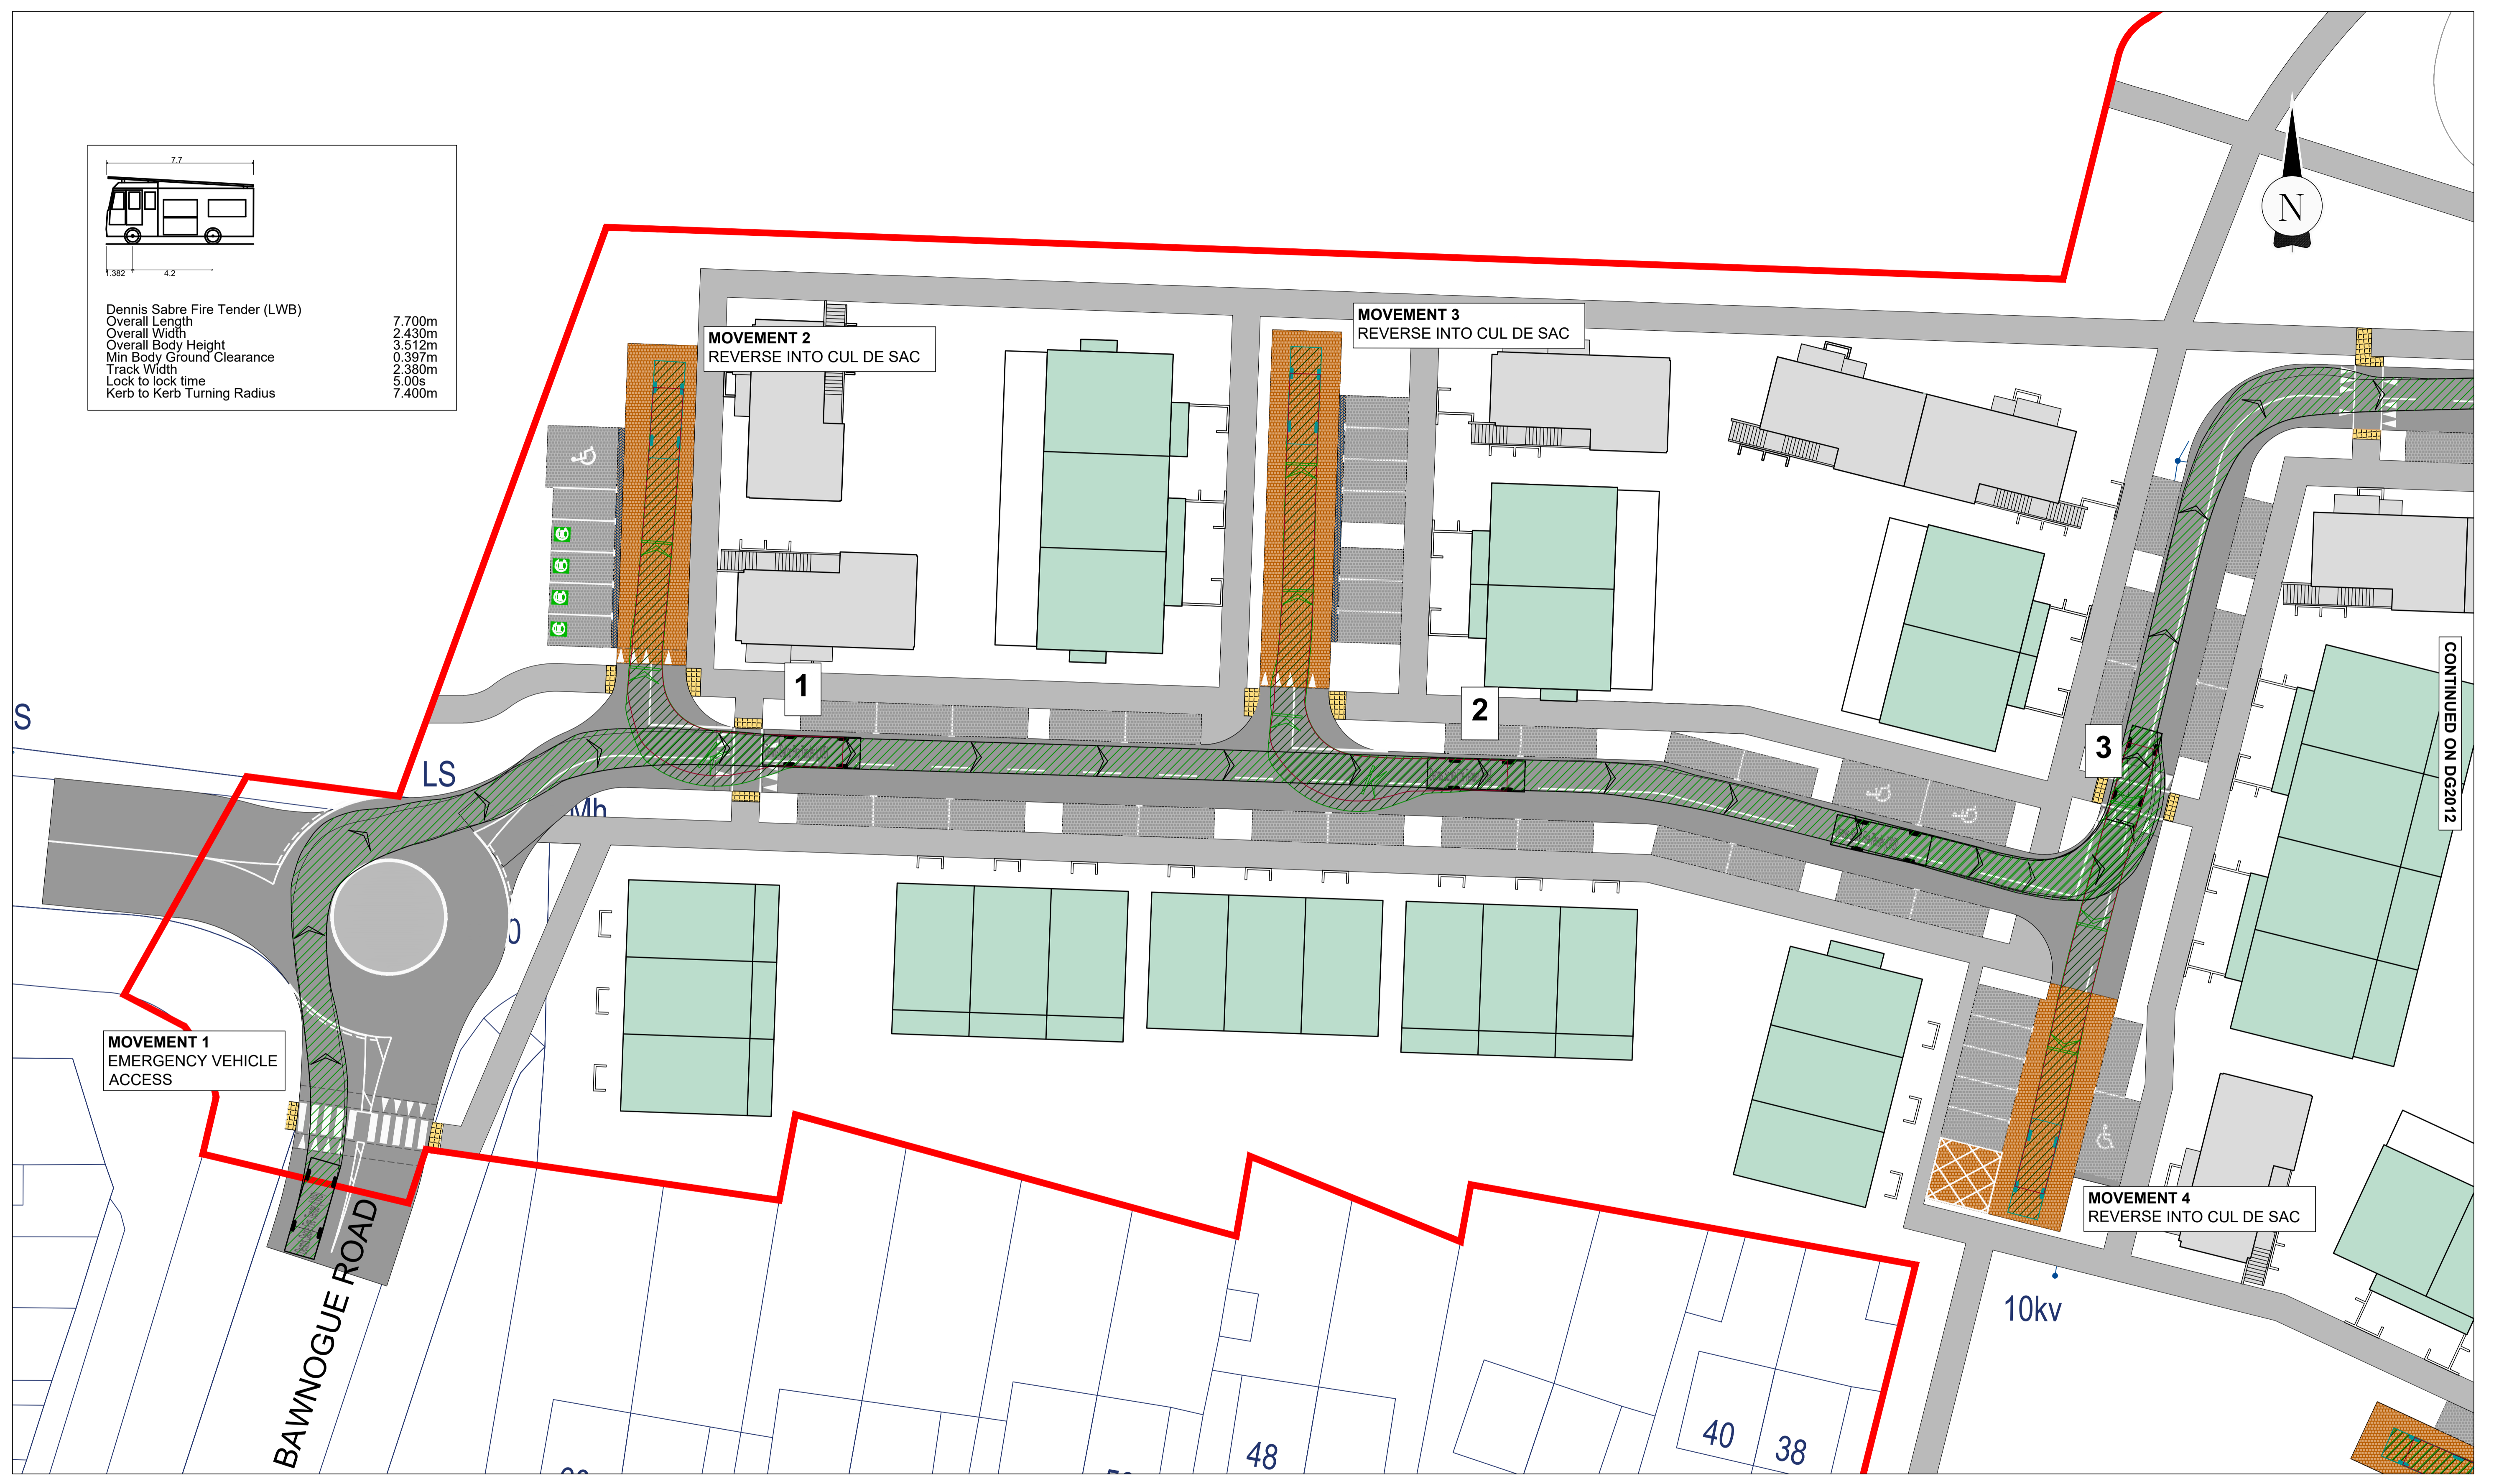 7.7
1.382
4.2
Dennis Sabre Fire Tender (LWB)
Overall Length 7.700m
Overall Width 2.430m
Overall Body Height 3.512m
Min Body Ground Clearance 0.397m
Track Width 2.380m
Lock to lock time 5.00s
Kerb to Kerb Turning Radius 7.400m
N
MOVEMENT 2
REVERSE INTO CUL DE SAC
MOVEMENT 3
REVERSE INTO CUL DE SAC
1
2
3
CONTINUED ON DG2012
S
LS
Mh
MOVEMENT 1
EMERGENCY VEHICLE
ACCESS
BAWNOGUE ROAD
MOVEMENT 4
REVERSE INTO CUL DE SAC
10kv
48
40
38